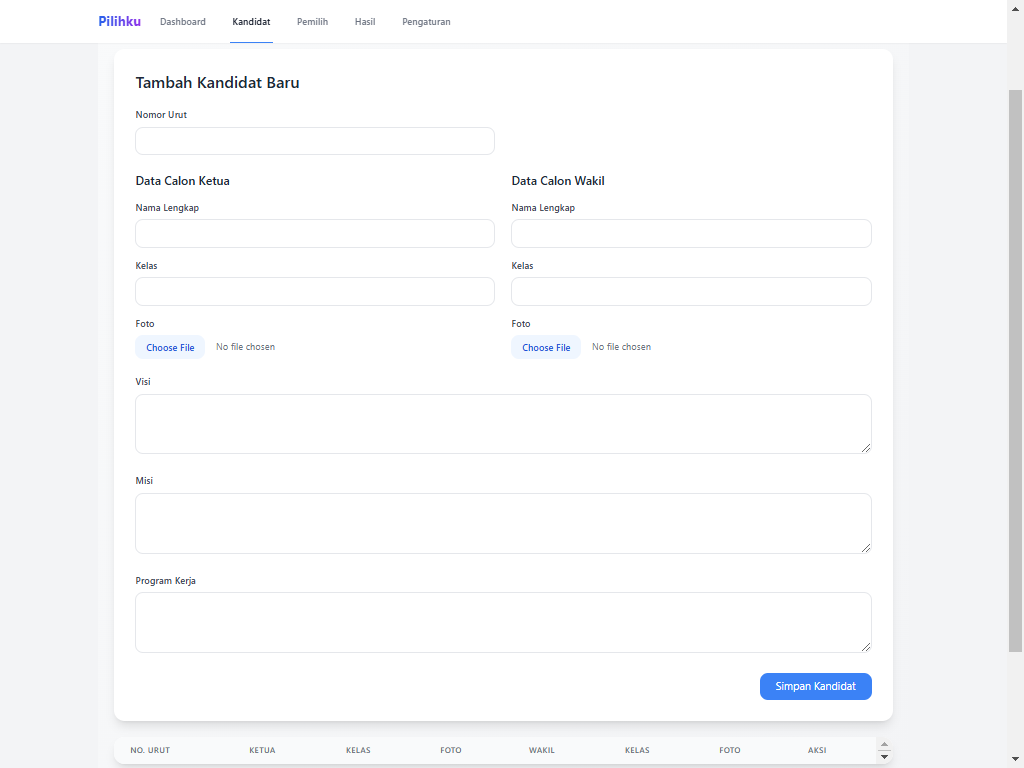 Pilihku Dashboard Kandidat Pemilih Hasil Pengaturan
Tambah Kandidat Baru
Nomor Urut
Data Calon Ketua Data Calon Wakil
Nama Lengkap Nama Lengkap
Kelas Kelas
Foto Foto
Choose File No file chosen Choose File No file chosen
Visi
Misi
Program Kerja
Simpan Kandidat
NO. URUT KETUA KELAS FOTO WAKIL KELAS FOTO AKSI